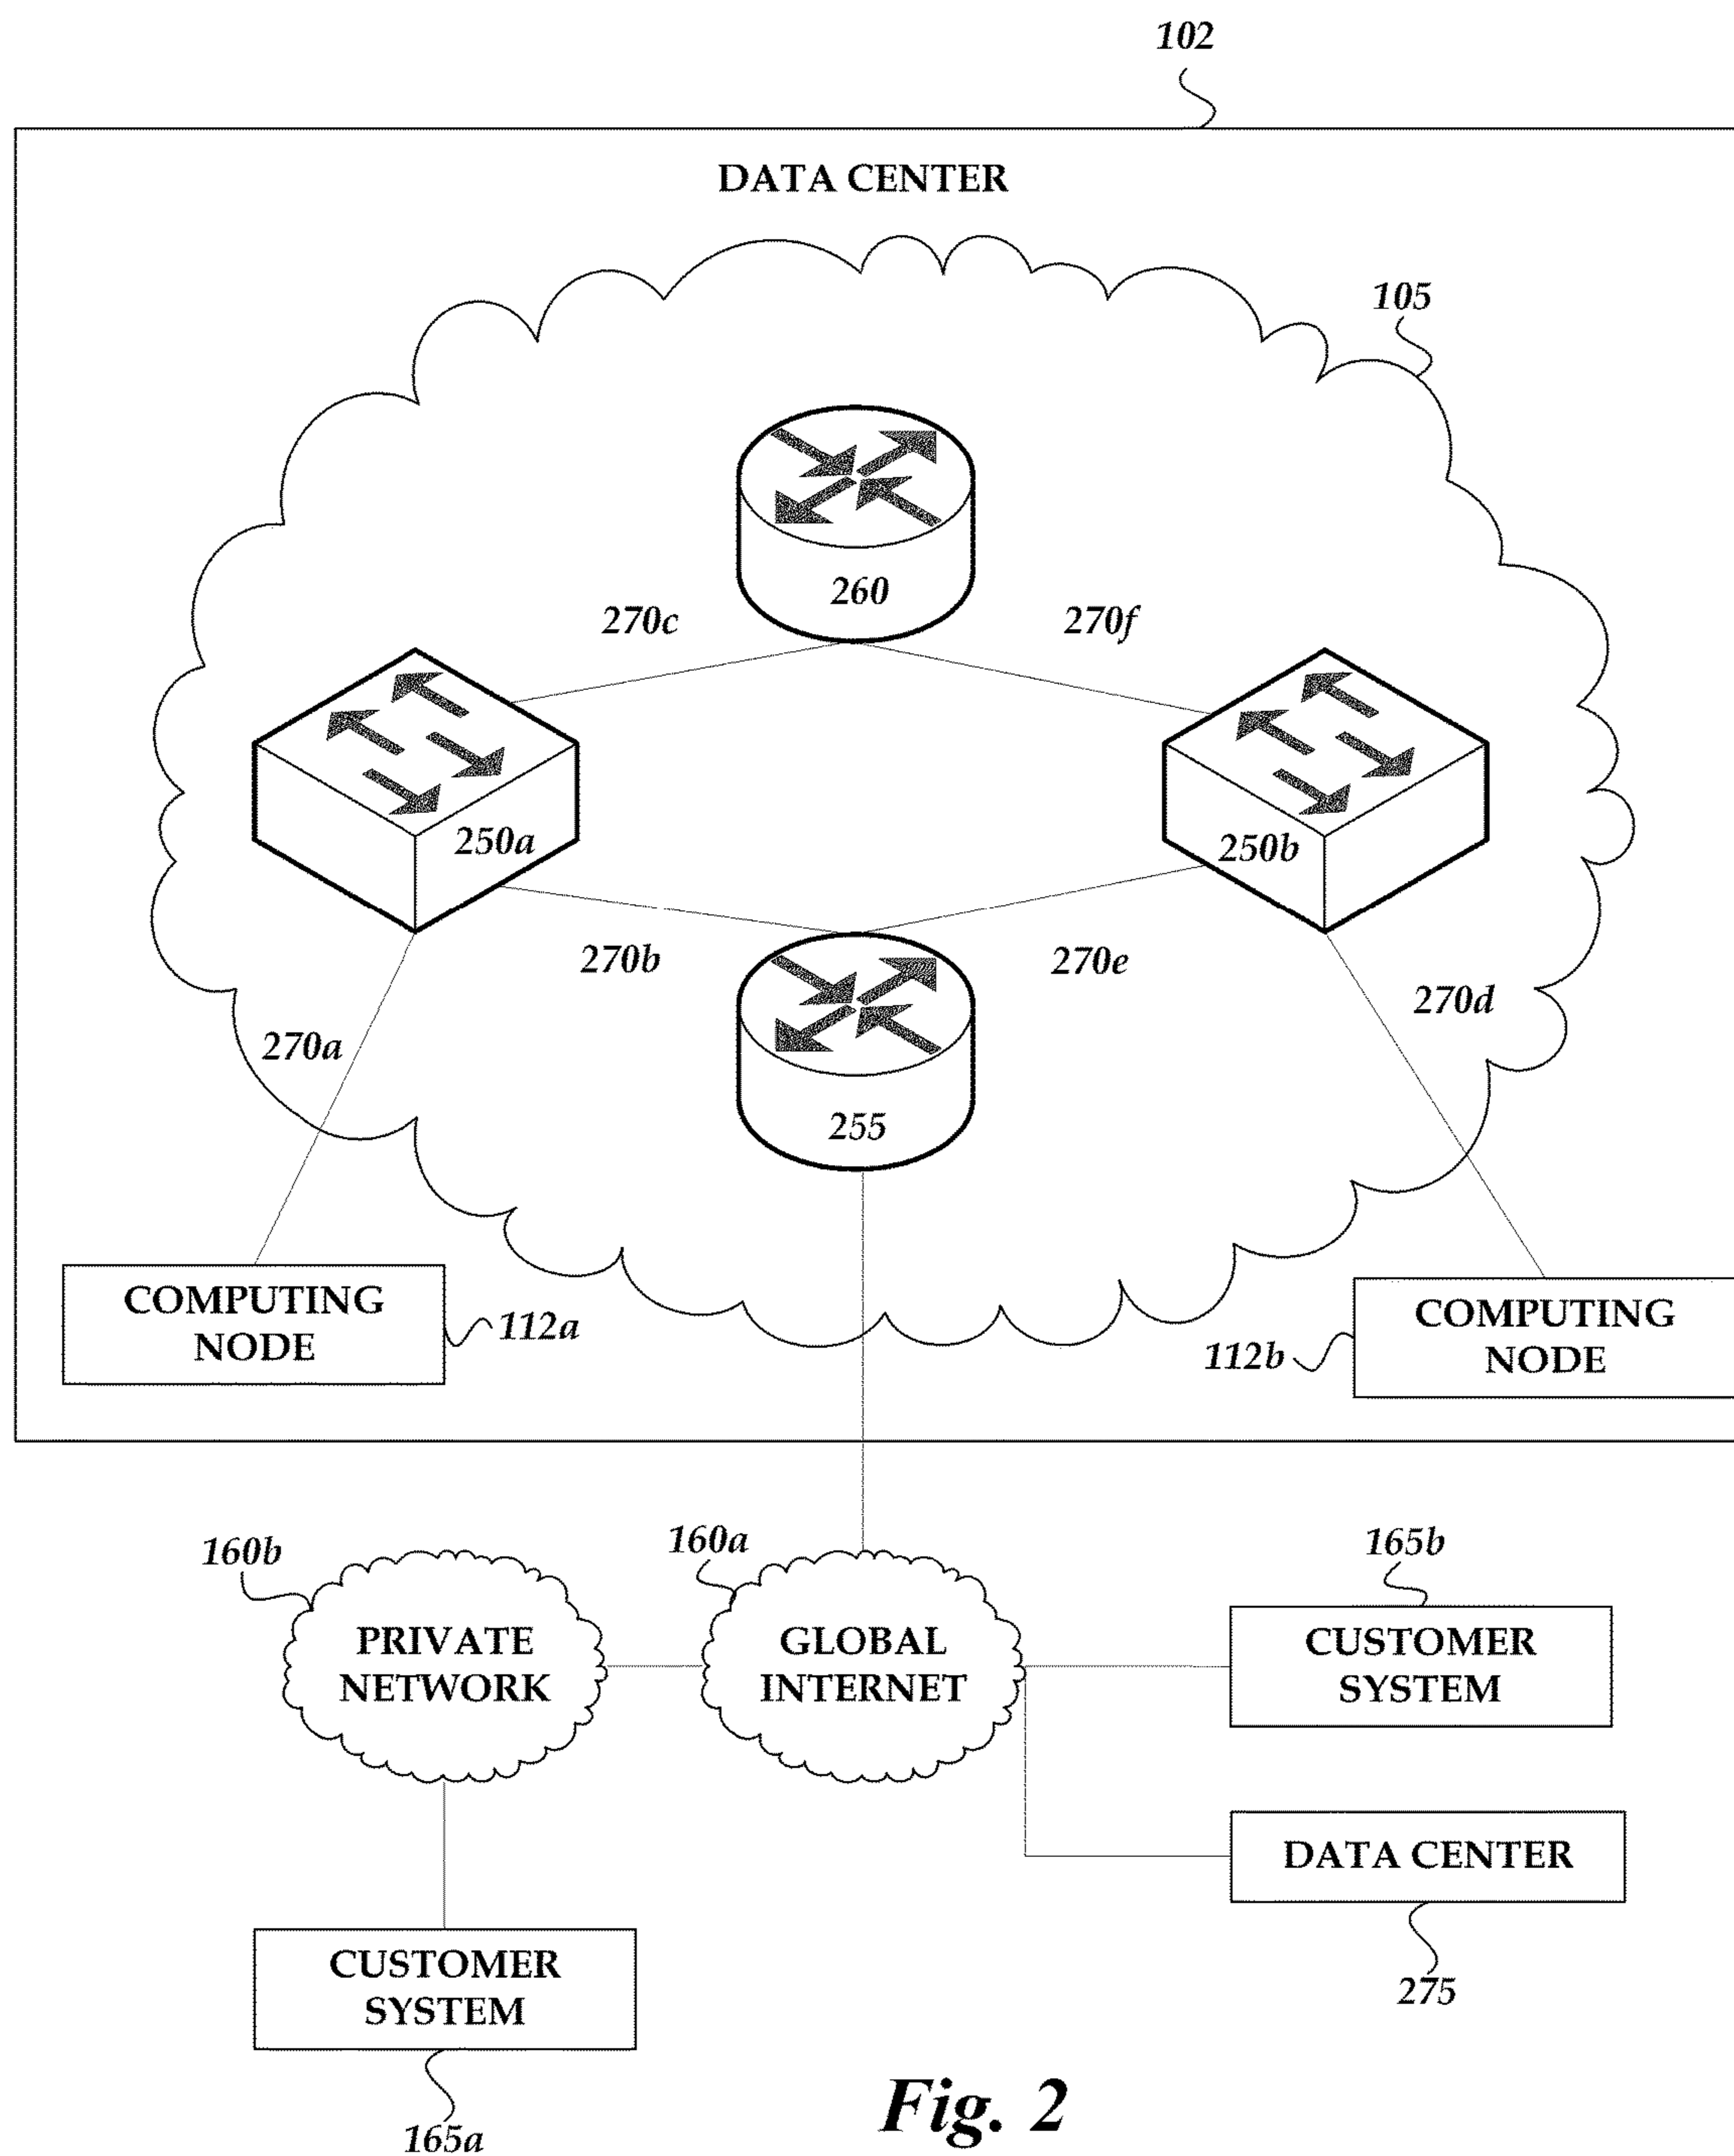 102
DATA CENTER
105
260
270c
270f
250a
250b
270b
270e
270d
270a
255
COMPUTING
NODE
112a
COMPUTING
NODE
112b
160b
160a
165b
PRIVATE
NETWORK
GLOBAL
INTERNET
CUSTOMER
SYSTEM
DATA CENTER
275
CUSTOMER
SYSTEM
165a
Fig. 2